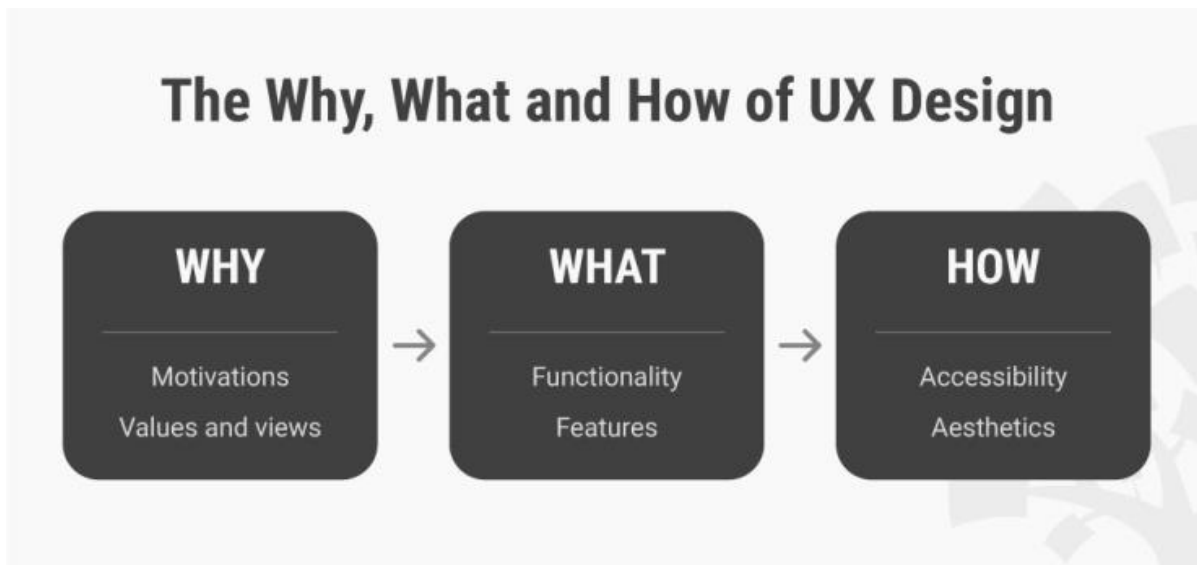 The Why, What and How of UX Design
WHY
Motivations
Values and views
WHAT
Functionality
Features
HOW
Accessibility
Aesthetics